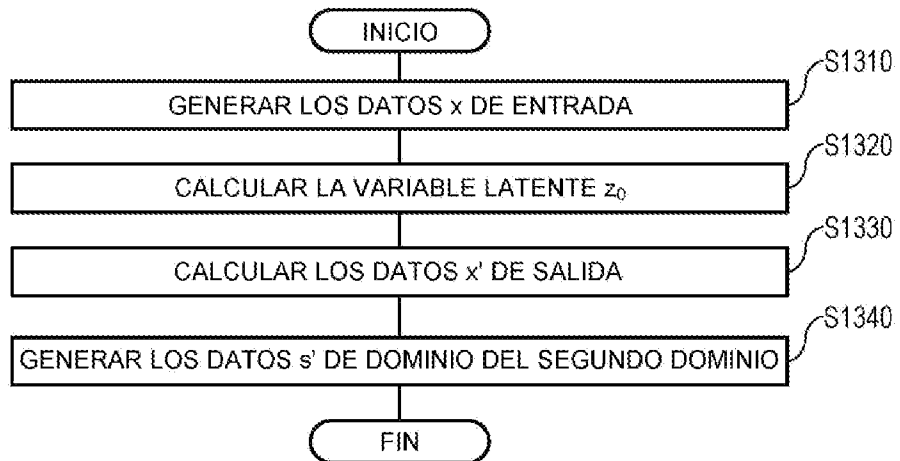 INICIO
S1310
GENERAR LOS DATOS x DE ENTRADA
S1320
CALCULAR LA VARIABLE LATENTE z₀
S1330
CALCULAR LOS DATOS x' DE SALIDA
S1340
GENERAR LOS DATOS s' DE DOMINIO DEL SEGUNDO DOMINIO
FIN